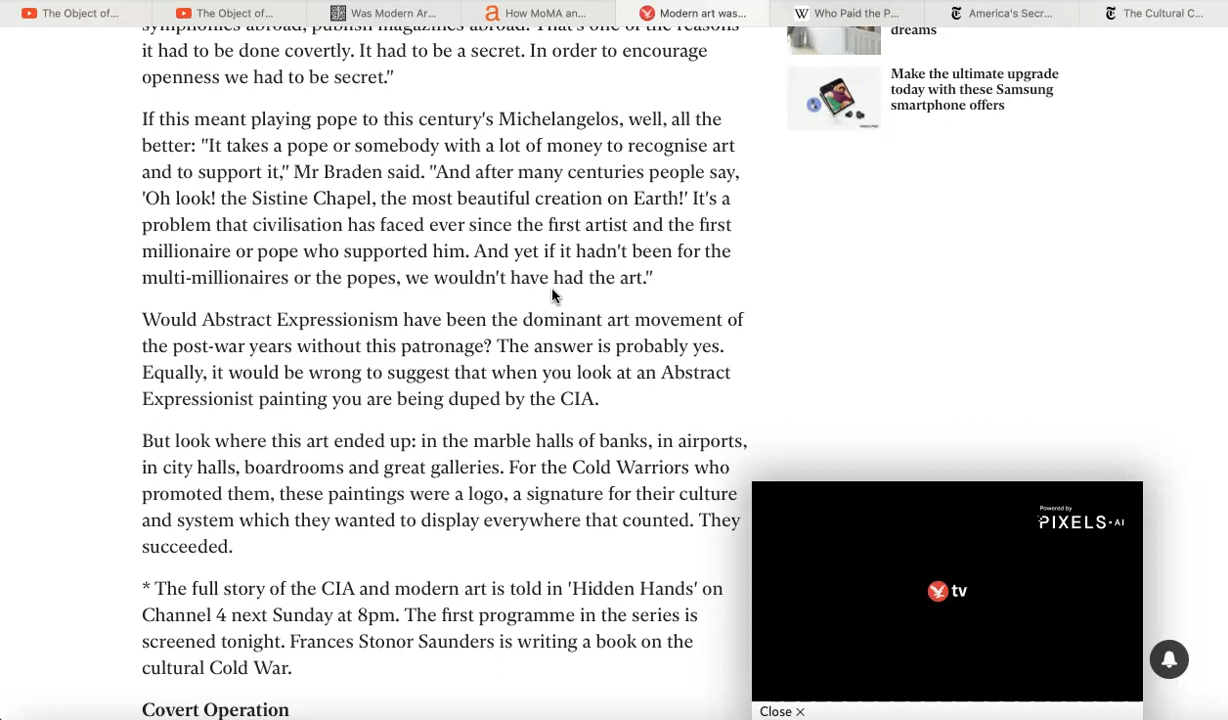 The Object of...
The Object of...
Was Modern Ar...
How MoMA an...
Modern art was...
Who Paid the P...
America's Secr...
The Cultural C...
symphonies abroad, publish magazines abroad. That's one of the reasons
it had to be done covertly. It had to be a secret. In order to encourage
openness we had to be secret."
If this meant playing pope to this century's Michelangelos, well, all the
better: "It takes a pope or somebody with a lot of money to recognise art
and to support it," Mr Braden said. "And after many centuries people say,
'Oh look! the Sistine Chapel, the most beautiful creation on Earth!' It's a
problem that civilisation has faced ever since the first artist and the first
millionaire or pope who supported him. And yet if it hadn't been for the
multi-millionaires or the popes, we wouldn't have had the art."
Would Abstract Expressionism have been the dominant art movement of
the post-war years without this patronage? The answer is probably yes.
Equally, it would be wrong to suggest that when you look at an Abstract
Expressionist painting you are being duped by the CIA.
But look where this art ended up: in the marble halls of banks, in airports,
in city halls, boardrooms and great galleries. For the Cold Warriors who
promoted them, these paintings were a logo, a signature for their culture
and system which they wanted to display everywhere that counted. They
succeeded.
* The full story of the CIA and modern art is told in 'Hidden Hands' on
Channel 4 next Sunday at 8pm. The first programme in the series is
screened tonight. Frances Stonor Saunders is writing a book on the
cultural Cold War.
Covert Operation
dreams
Make the ultimate upgrade
today with these Samsung
smartphone offers
Powered by
PIXELS·AI
tv
Close ×